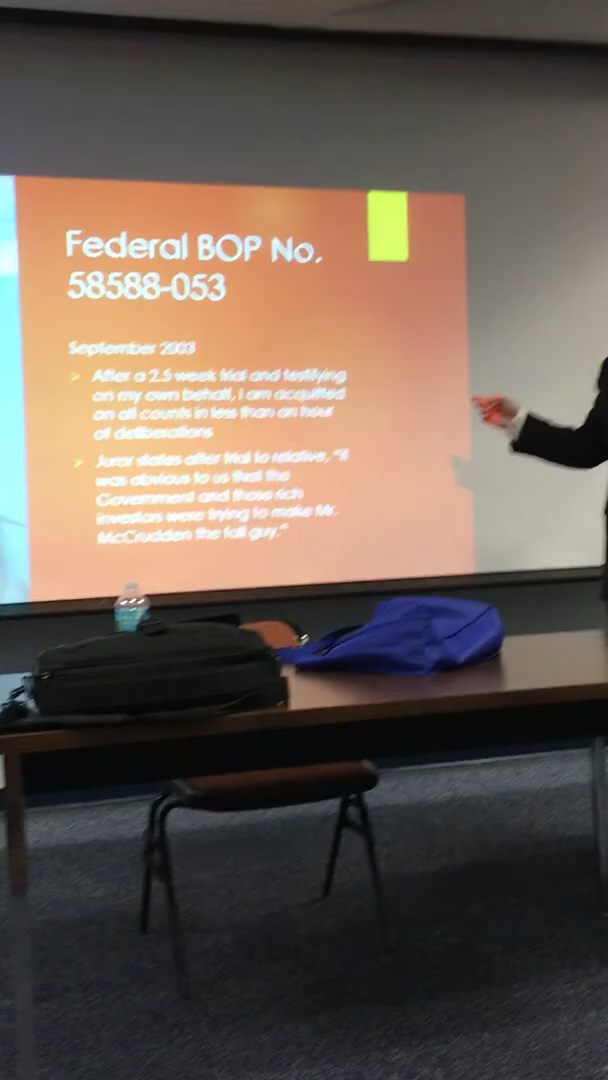 Federal BOP No.
58588-053
September 2003
After a 2.5 week trial and testifying
on my own behalf, I am acquitted
on all counts in less than an hour
of deliberations
Juror states after trial to relative, "it
was obvious to us that the
Government and those rich
investors were trying to make Mr.
McCrudden the fall guy."